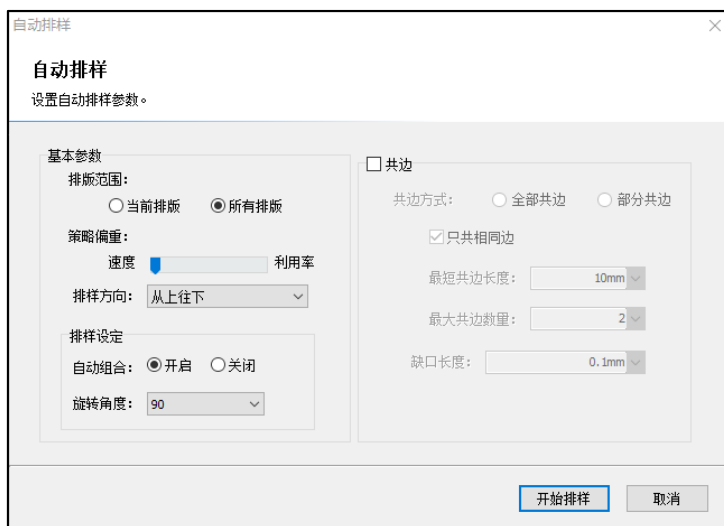 自动排样
自动排样
设置自动排样参数。
基本参数
排版范围:
当前排版 所有排版
策略偏重:
速度 利用率
排样方向: 从上往下
排样设定
自动组合: 开启 关闭
旋转角度: 90
共边
共边方式: 全部共边 部分共边
只共相同边
最短共边长度: 10mm
最大共边数量: 2
缺口长度: 0.1mm
开始排样 取消